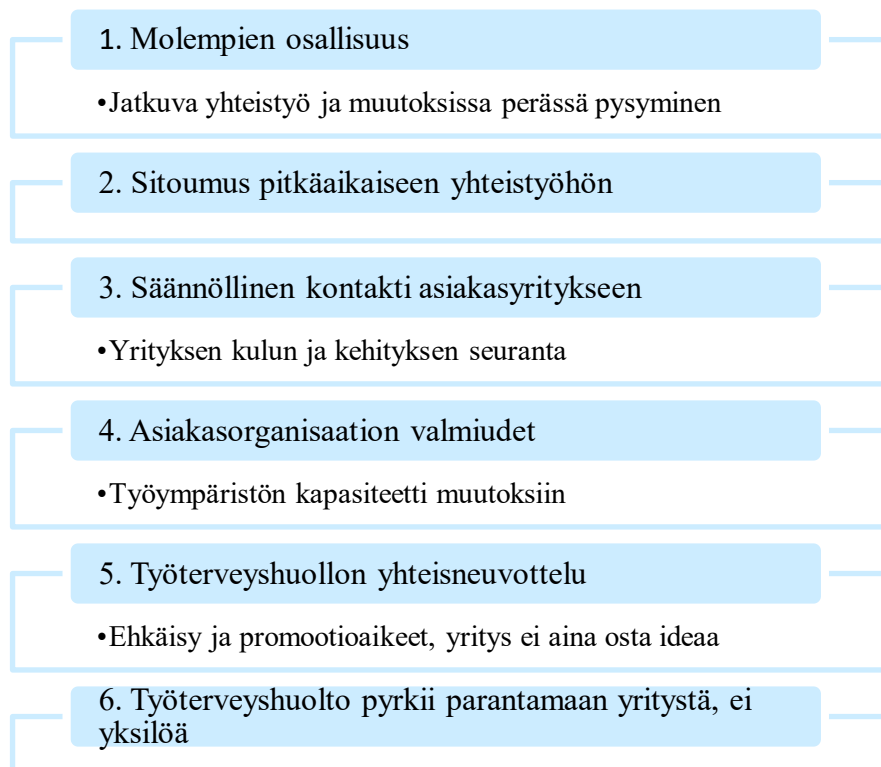 1. Molempien osallisuus
•Jatkuva yhteistyö ja muutoksissa perässä pysyminen
2. Sitoumus pitkäaikaiseen yhteistyöhön
3. Säännöllinen kontakti asiakasyritykseen
•Yrityksen kulun ja kehityksen seuranta
4. Asiakasorganisaation valmiudet
•Työympäristön kapasiteetti muutoksiin
5. Työterveyshuollon yhteisneuvottelu
•Ehkäisy ja promootioaikeet, yritys ei aina osta ideaa
6. Työterveyshuolto pyrkii parantamaan yritystä, ei
yksilöä